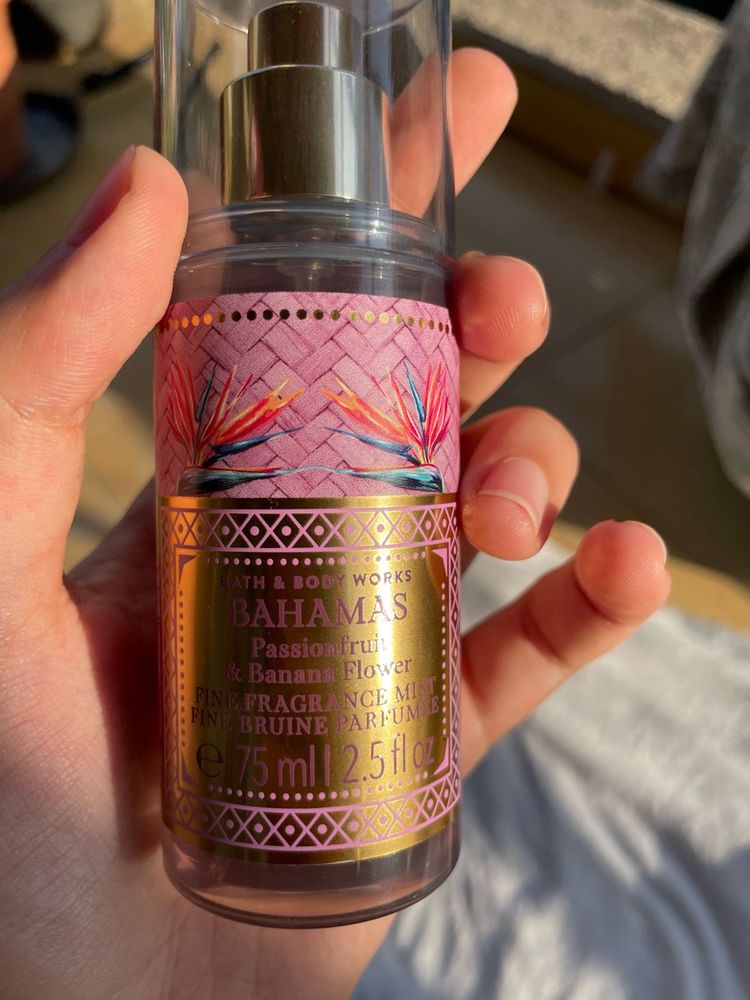 BATH & BODY WORKS
BAHAMAS
Passionfruit
& Banana Flower
FINE FRAGRANCE MIST
FINE BRUINE PARFUMÉE
℮ 75 ml | 2.5 fl oz